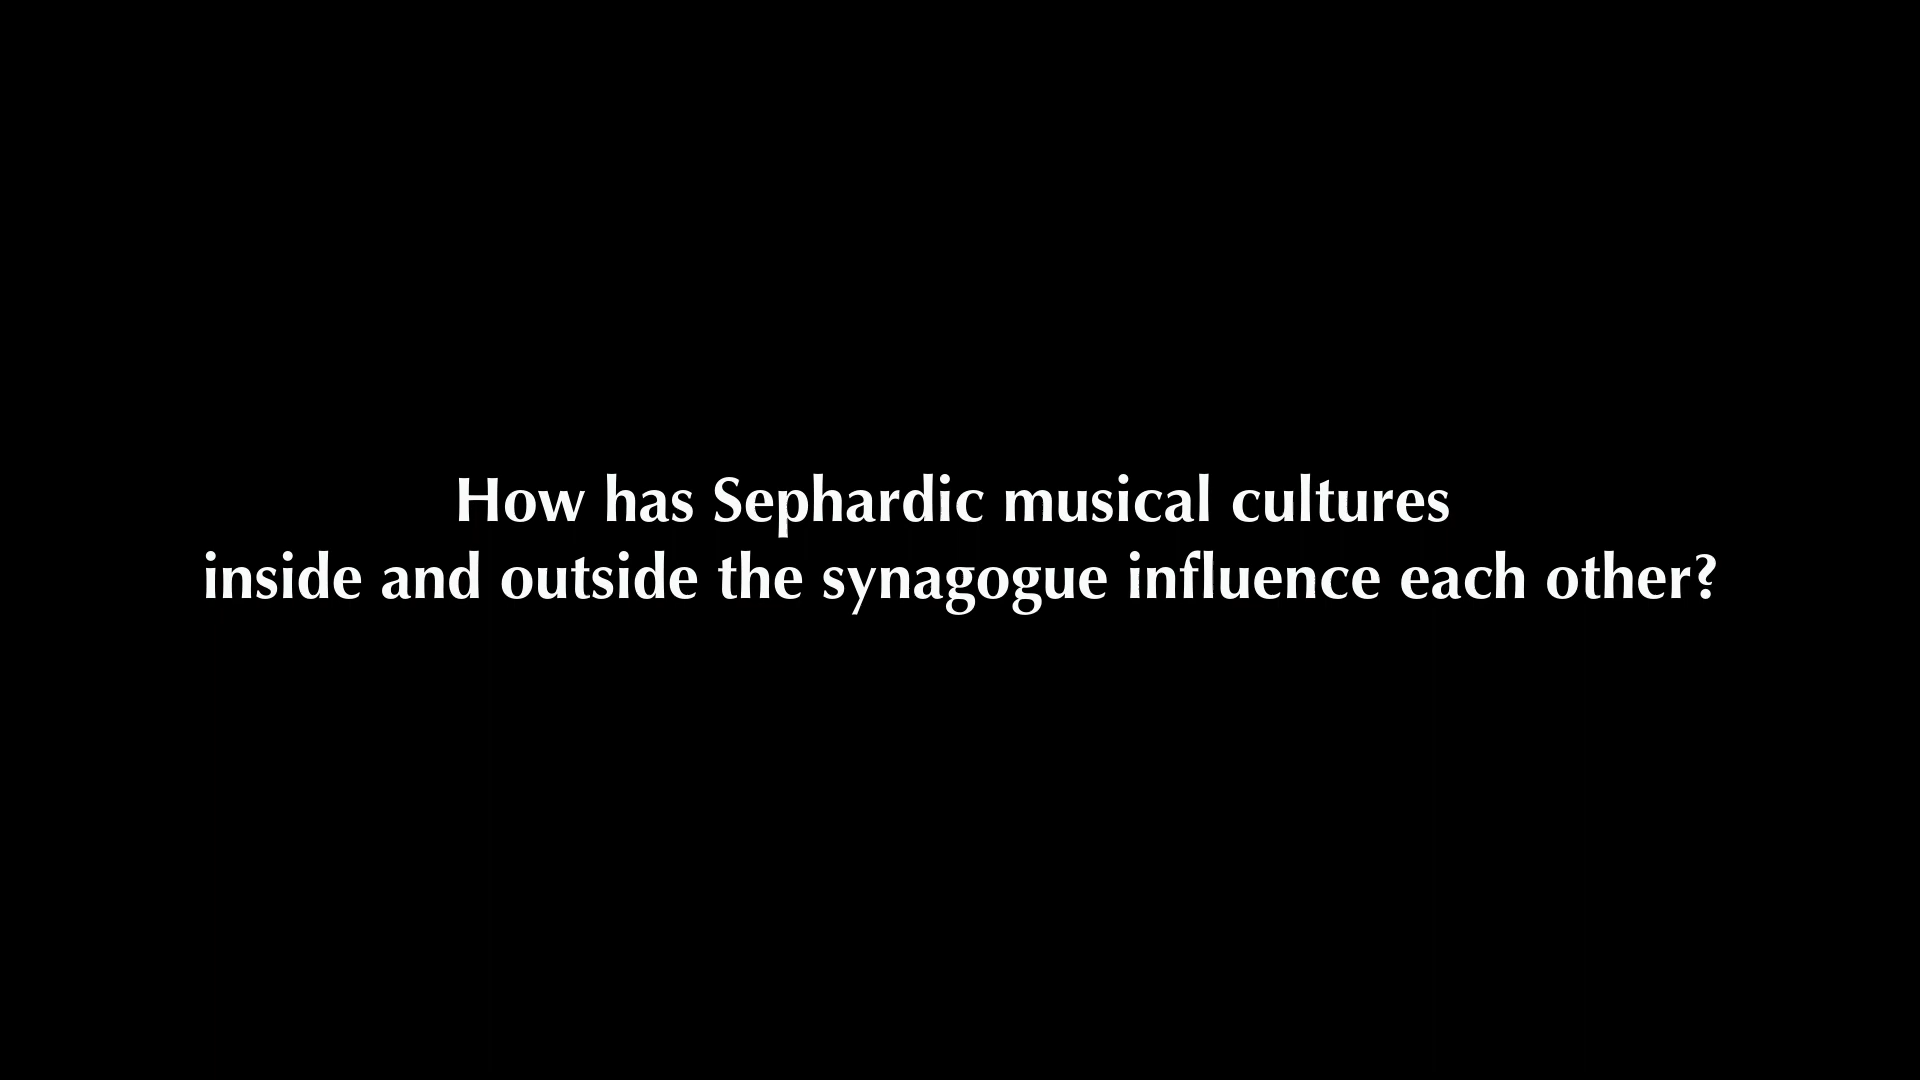 How has Sephardic musical cultures
inside and outside the synagogue influence each other?